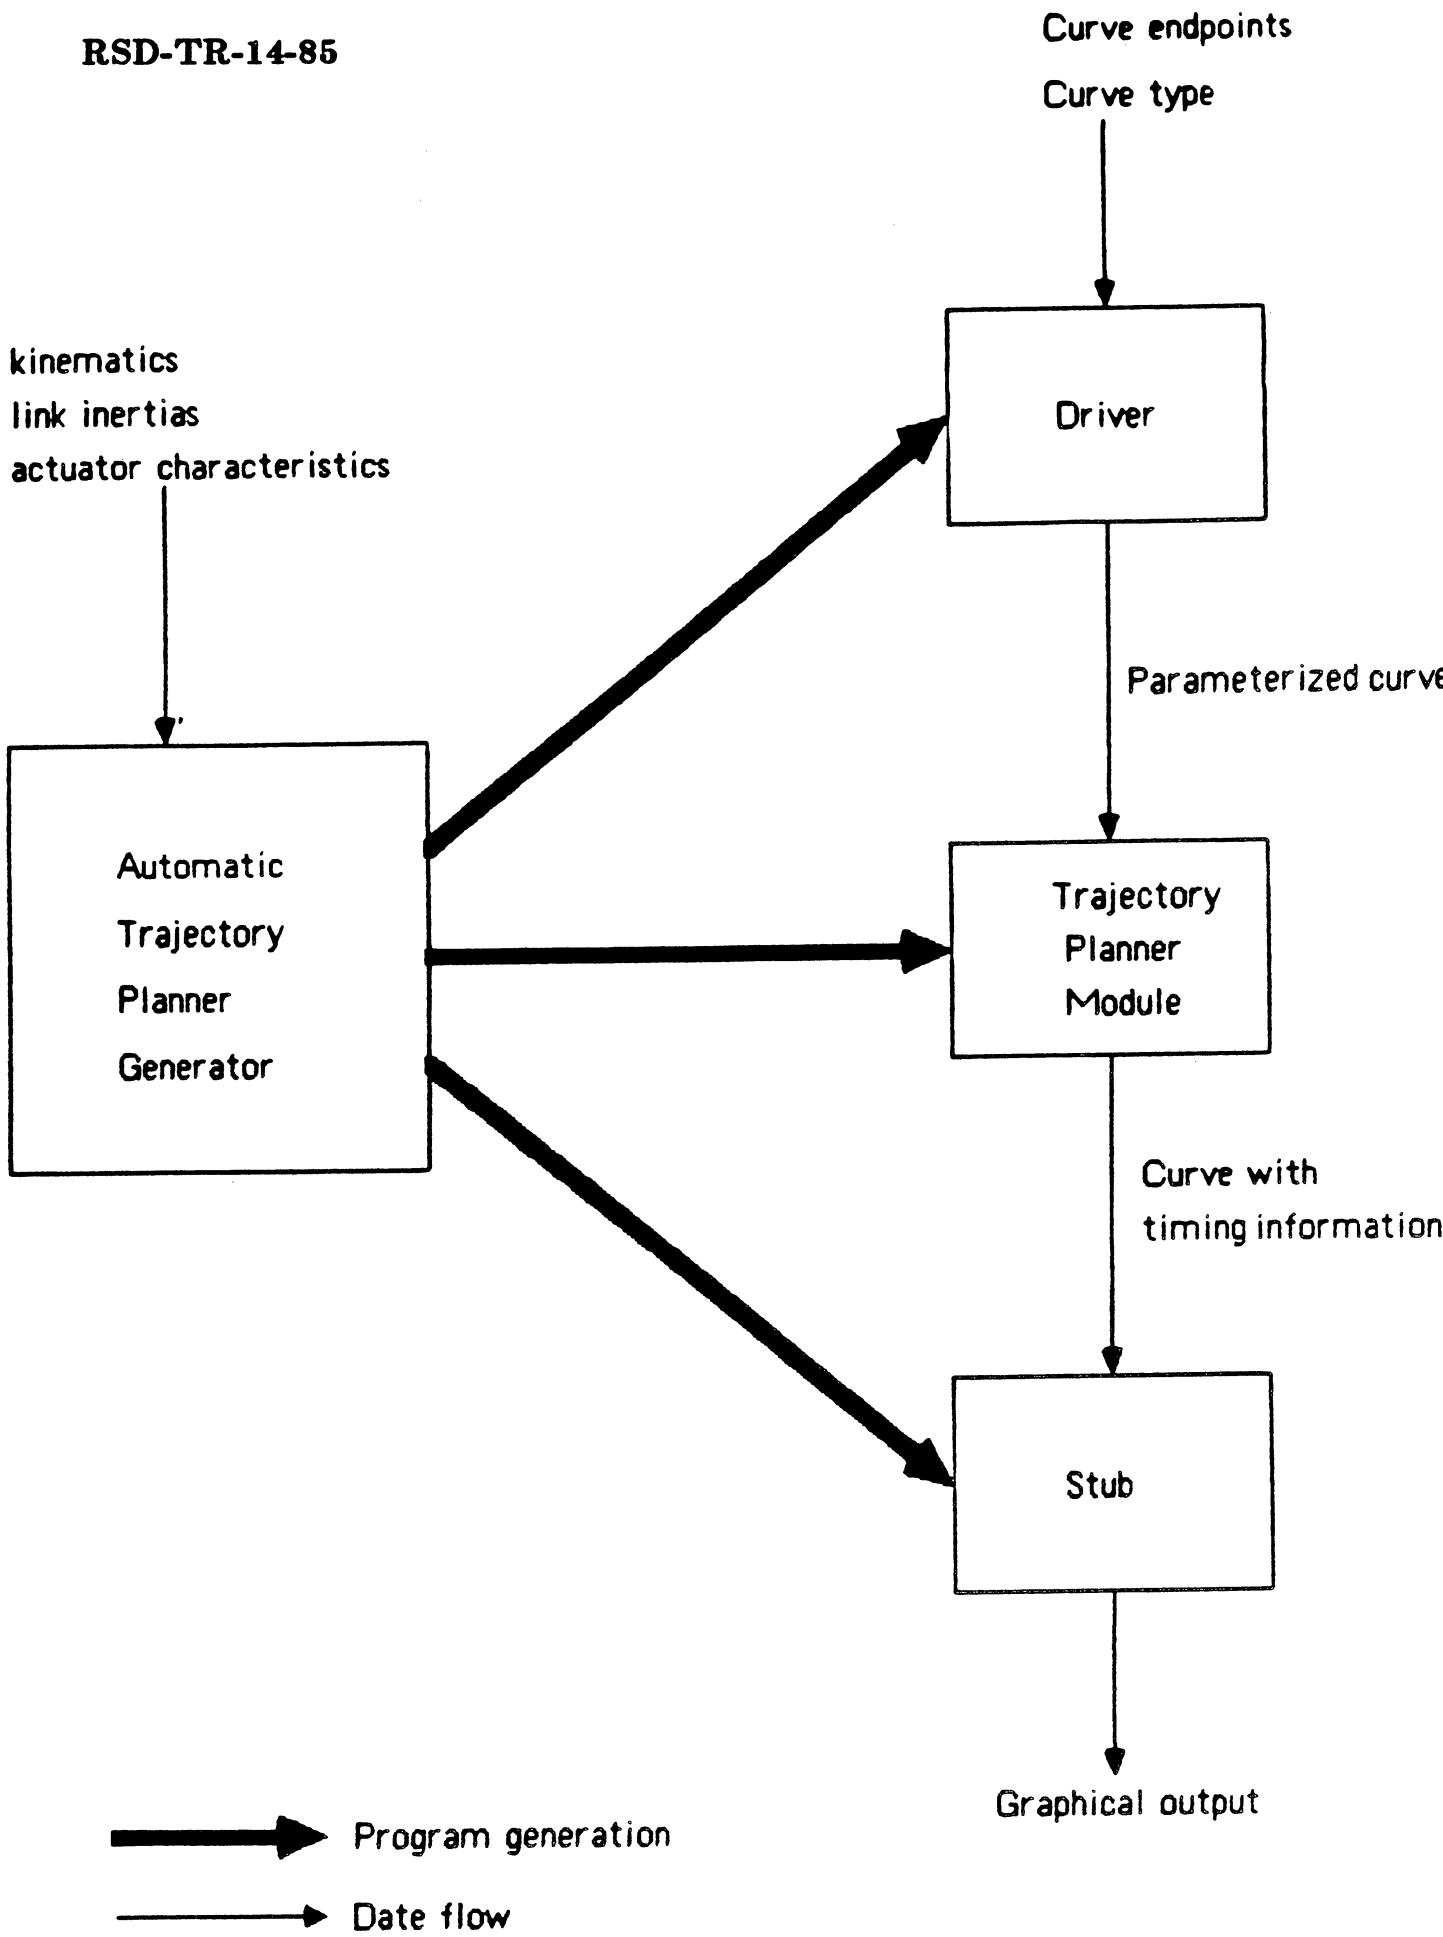 RSD-TR-14-85
Curve endpoints
Curve type
kinematics
link inertias
actuator characteristics
Driver
Parameterized curve
Automatic
Trajectory
Planner
Generator
Trajectory
Planner
Module
Curve with
timing information
Stub
Graphical output
Program generation
Date flow